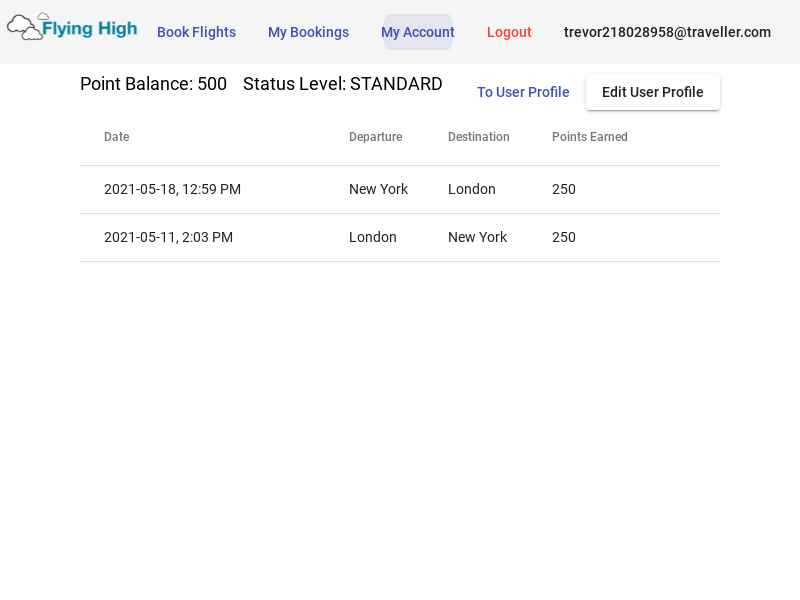 Flying High Book Flights My Bookings My Account Logout trevor218028958@traveller.com
Point Balance: 500 Status Level: STANDARD To User Profile Edit User Profile
Date Departure Destination Points Earned
2021-05-18, 12:59 PM New York London 250
2021-05-11, 2:03 PM London New York 250